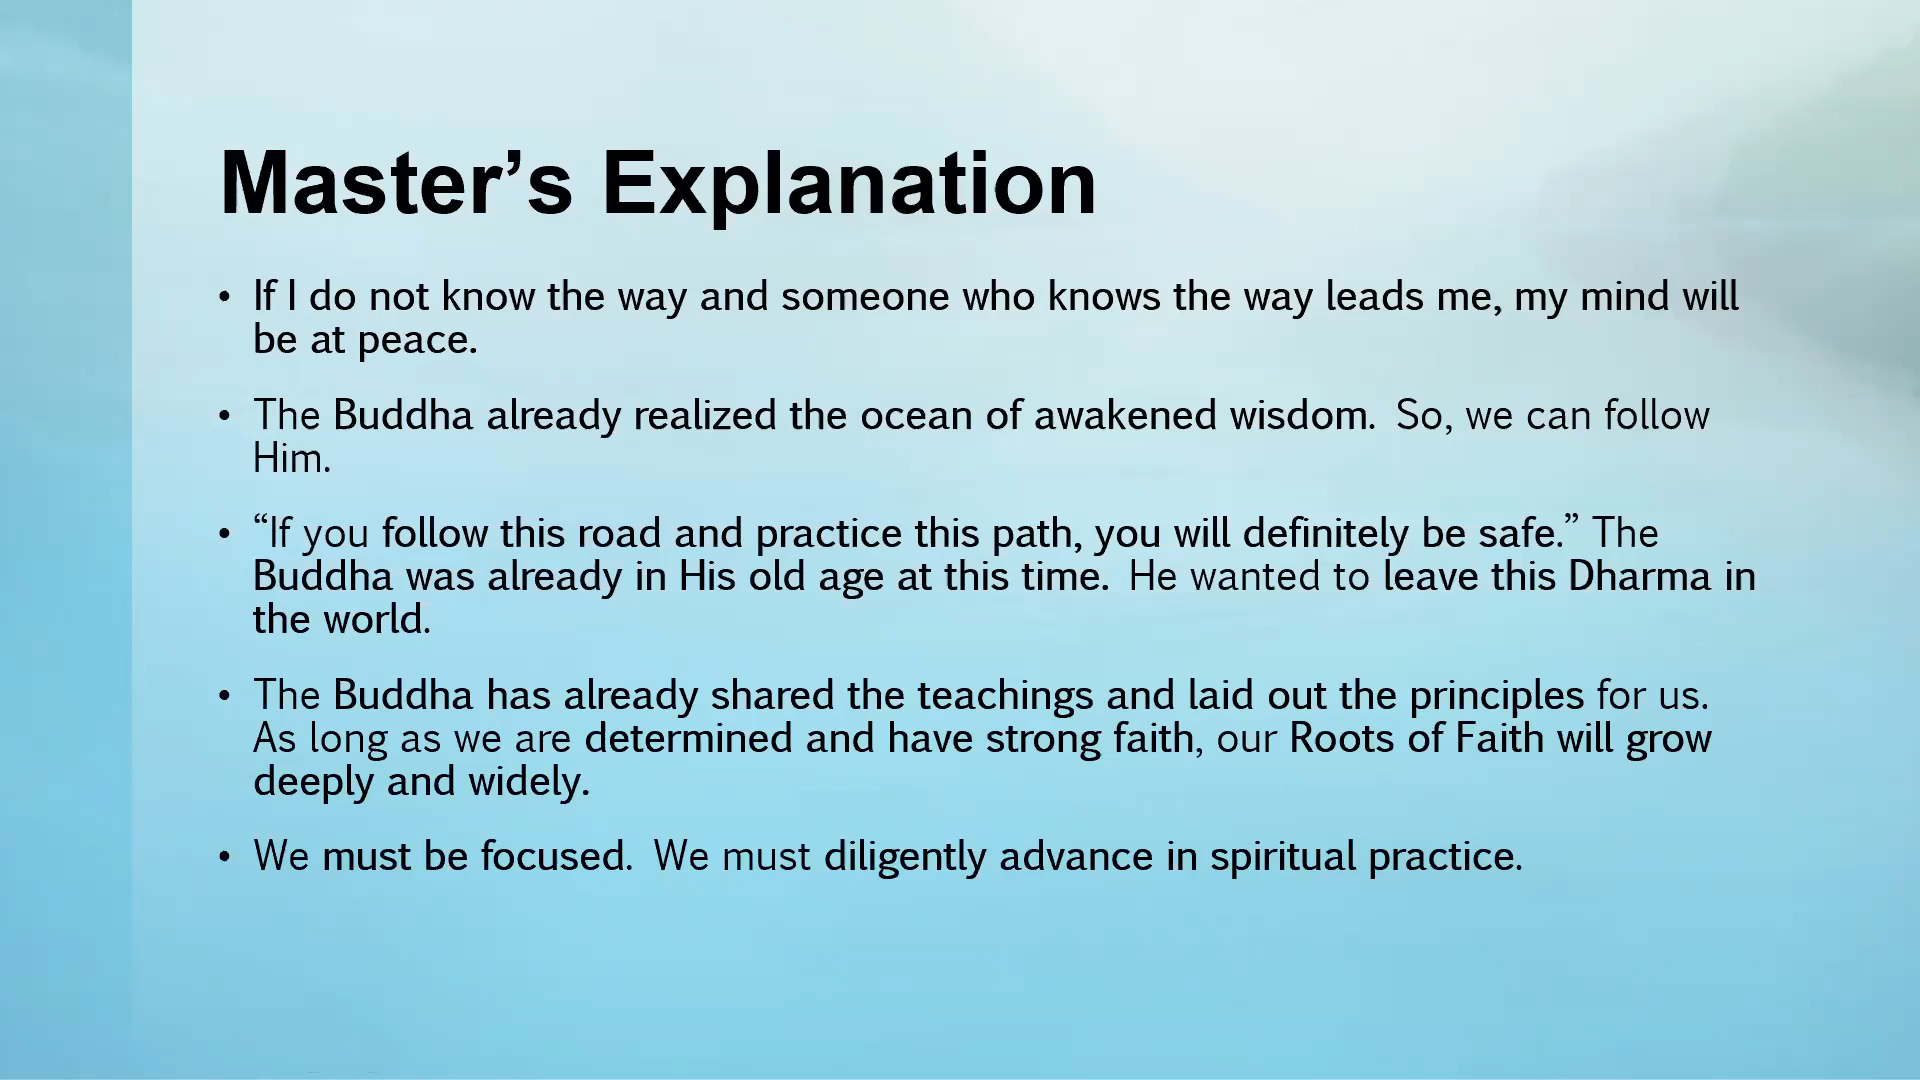 Master’s Explanation
• If I do not know the way and someone who knows the way leads me, my mind will
be at peace.
• The Buddha already realized the ocean of awakened wisdom. So, we can follow
Him.
• “If you follow this road and practice this path, you will definitely be safe.” The
Buddha was already in His old age at this time. He wanted to leave this Dharma in
the world.
• The Buddha has already shared the teachings and laid out the principles for us.
As long as we are determined and have strong faith, our Roots of Faith will grow
deeply and widely.
• We must be focused. We must diligently advance in spiritual practice.